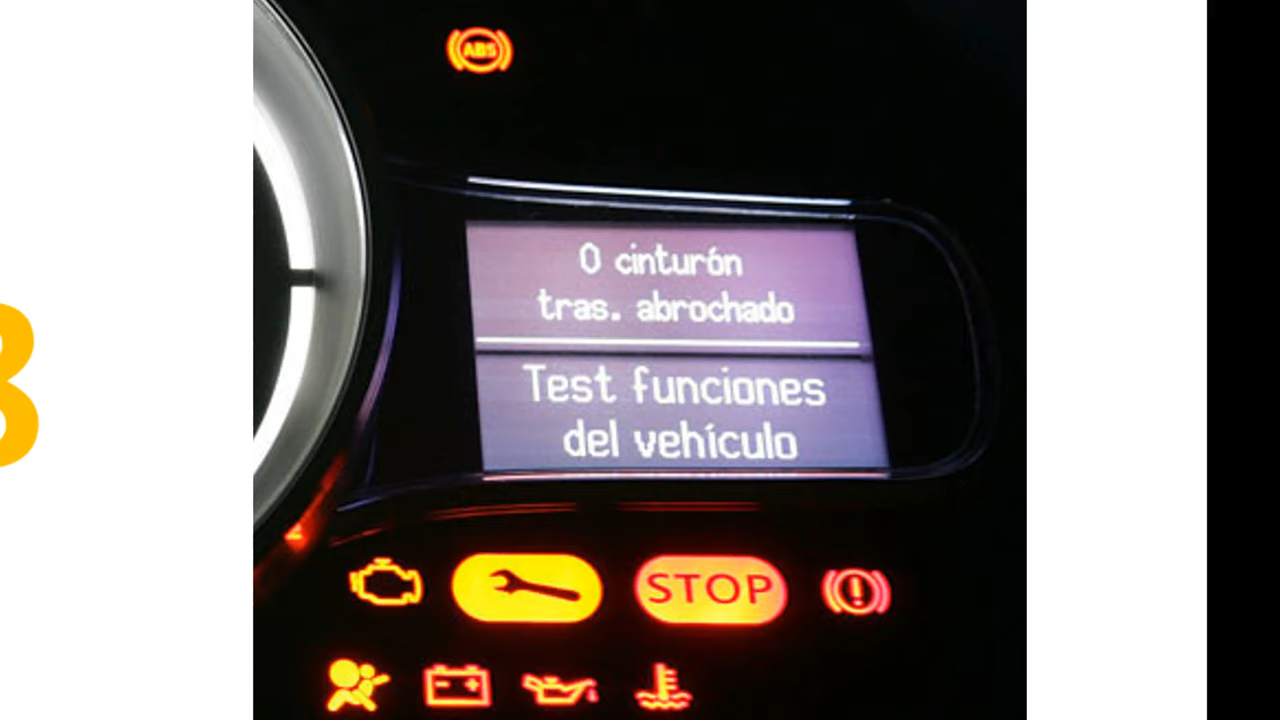 ABS
0 cinturón
tras. abrochado
Test funciones
del vehículo
STOP